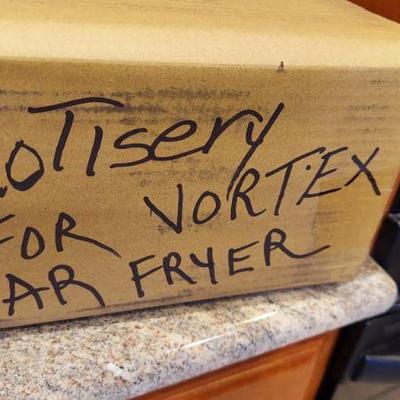 oTisery
FOR VORTEX
AR FRYER